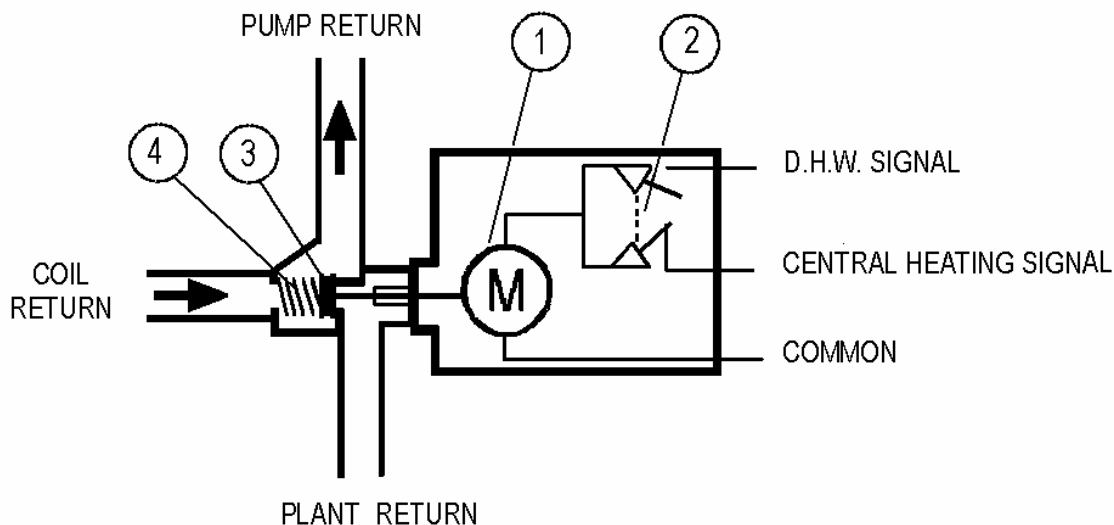 PUMP RETURN
1
2
4
3
D.H.W. SIGNAL
COIL
RETURN
CENTRAL HEATING SIGNAL
M
COMMON
PLANT RETURN